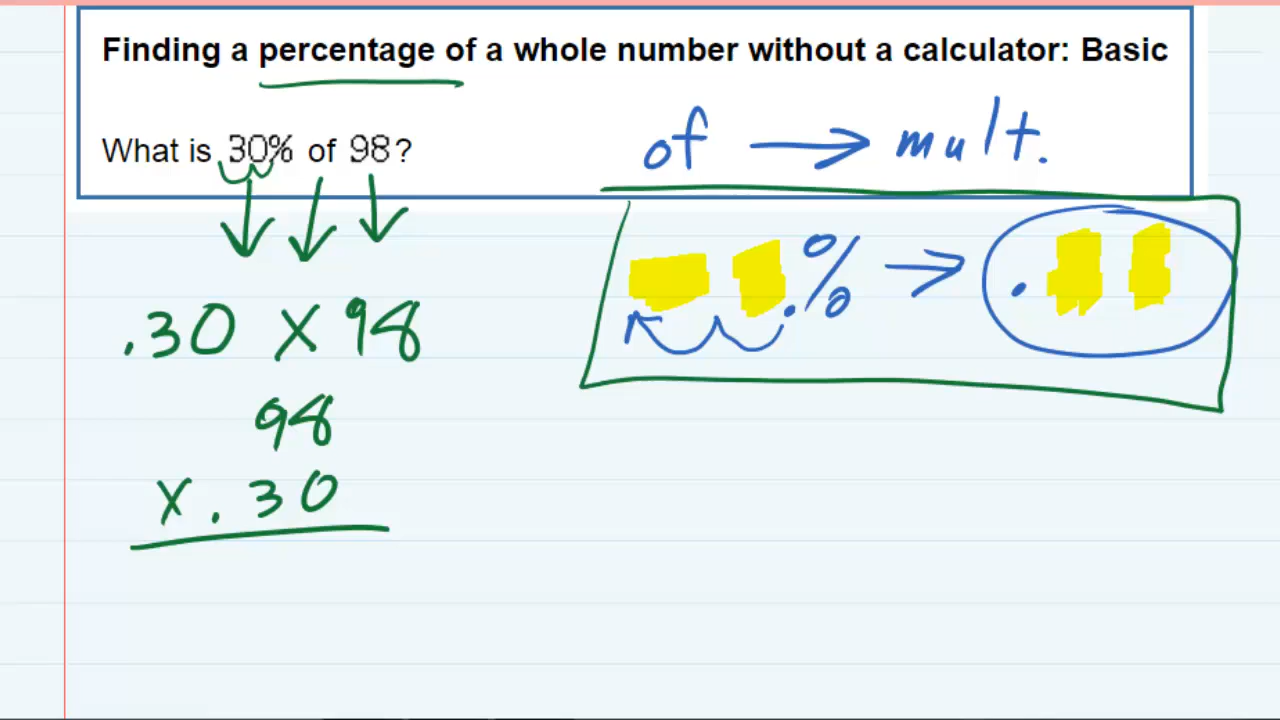 Finding a percentage of a whole number without a calculator: Basic
What is 30% of 98?
of → mult.
.% → .
.30 X 98
98
X .30